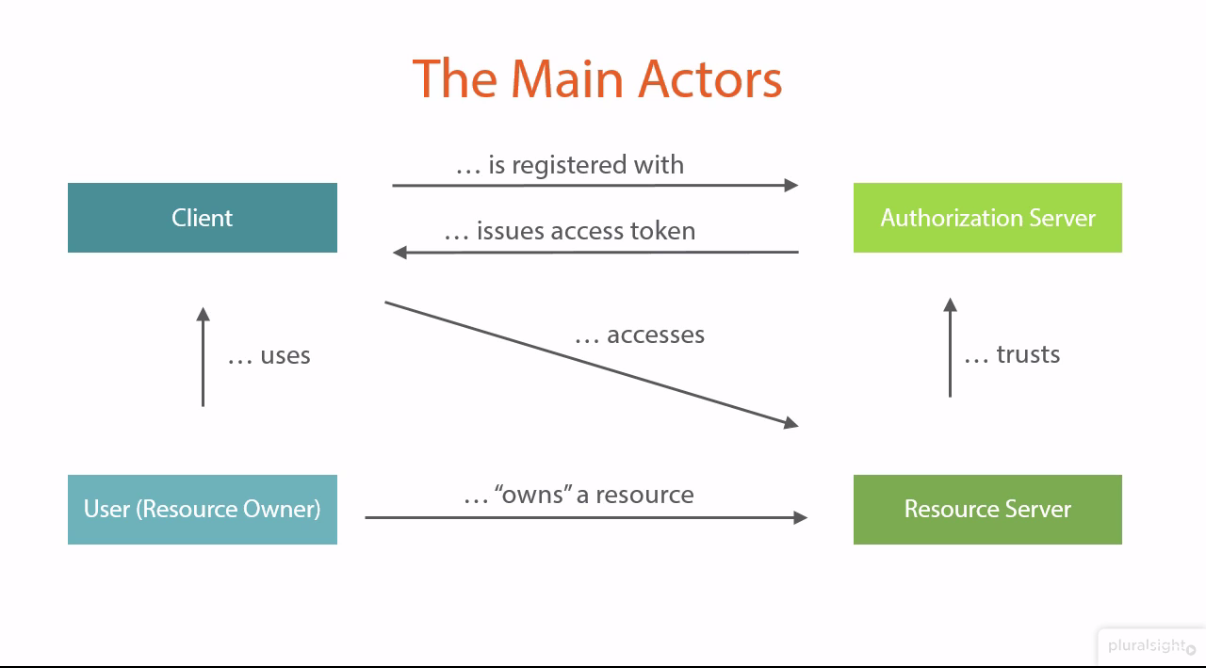 The Main Actors
… is registered with
Client
Authorization Server
… issues access token
… accesses
… uses
… trusts
… “owns” a resource
User (Resource Owner)
Resource Server
pluralsight